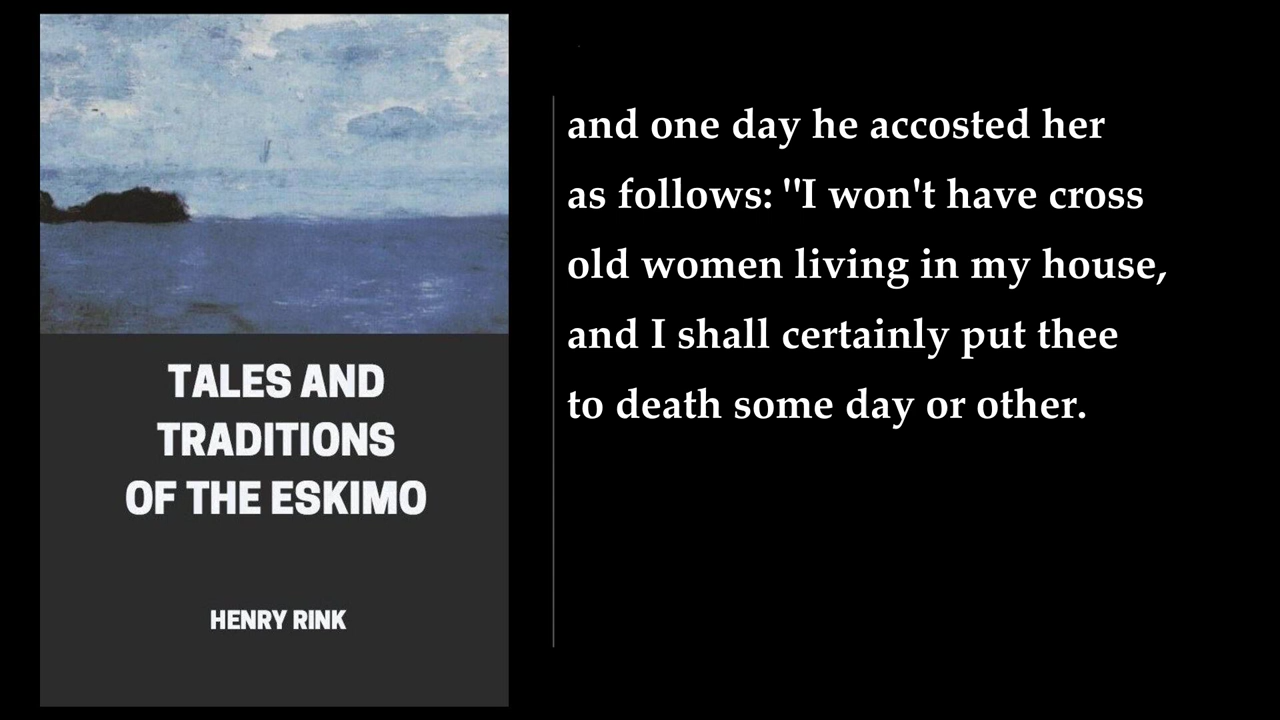 TALES AND
TRADITIONS
OF THE ESKIMO
HENRY RINK
and one day he accosted her
as follows: "I won't have cross
old women living in my house,
and I shall certainly put thee
to death some day or other.